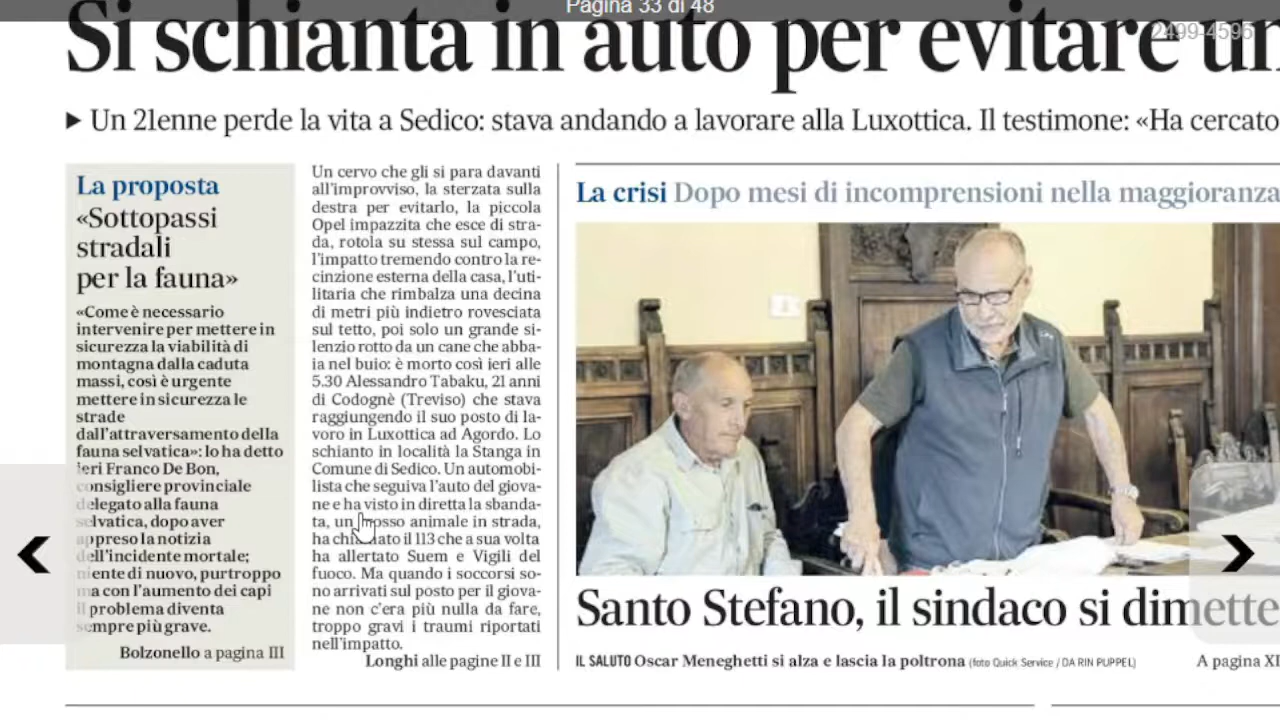 Pagina 33 di 48
2499-4595
Si schianta in auto per evitare un
▶ Un 21enne perde la vita a Sedico: stava andando a lavorare alla Luxottica. Il testimone: «Ha cercato
La proposta
«Sottopassi
stradali
per la fauna»
«Come è necessario
intervenire per mettere in
sicurezza la viabilità di
montagna dalla caduta
massi, così è urgente
mettere in sicurezza le
strade
dall'attraversamento della
fauna selvatica»: lo ha detto
ieri Franco De Bon,
consigliere provinciale
delegato alla fauna
selvatica, dopo aver
appreso la notizia
dell'incidente mortale;
niente di nuovo, purtroppo
ma con l'aumento dei capi
il problema diventa
sempre più grave.
Bolzonello a pagina III
Un cervo che gli si para davanti
all'improvviso, la sterzata sulla
destra per evitarlo, la piccola
Opel impazzita che esce di stra-
da, rotola su stessa sul campo,
l'impatto tremendo contro la re-
cinzione esterna della casa, l'uti-
litaria che rimbalza una decina
di metri più indietro rovesciata
sul tetto, poi solo un grande si-
lenzio rotto da un cane che abba-
ia nel buio: è morto così ieri alle
5.30 Alessandro Tabaku, 21 anni
di Codognè (Treviso) che stava
raggiungendo il suo posto di la-
voro in Luxottica ad Agordo. Lo
schianto in località la Stanga in
Comune di Sedico. Un automobi-
lista che seguiva l'auto del giova-
ne e ha visto in diretta la sbanda-
ta, un grosso animale in strada,
ha chiamato il 113 che a sua volta
ha allertato Suem e Vigili del
fuoco. Ma quando i soccorsi so-
no arrivati sul posto per il giova-
ne non c'era più nulla da fare,
troppo gravi i traumi riportati
nell'impatto.
Longhi alle pagine II e III
La crisi Dopo mesi di incomprensioni nella maggioranza
Santo Stefano, il sindaco si dimette
IL SALUTO Oscar Meneghetti si alza e lascia la poltrona (foto Quick Service / DA RIN PUPPEL)
A pagina XI